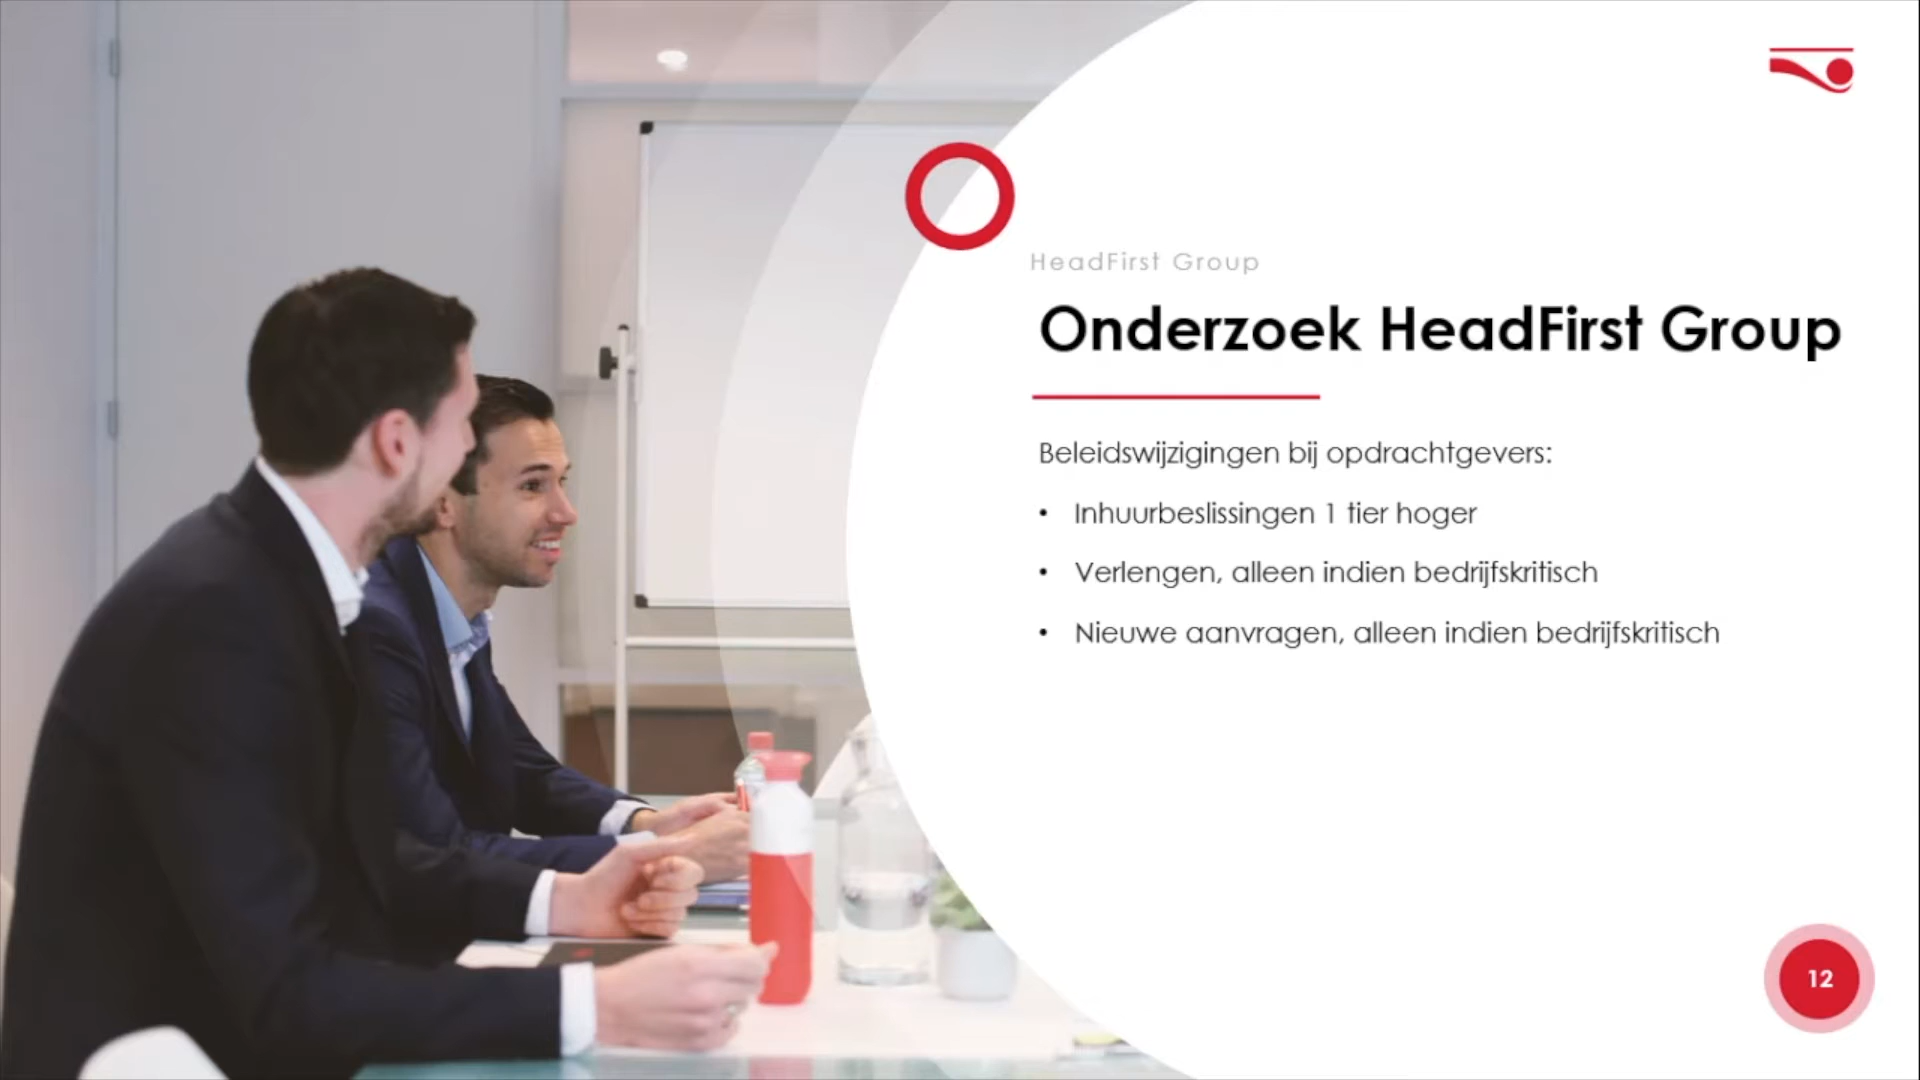 HeadFirst Group
Onderzoek HeadFirst Group
Beleidswijzigingen bij opdrachtgevers:
• Inhuurbeslissingen 1 tier hoger
• Verlengen, alleen indien bedrijfskritisch
• Nieuwe aanvragen, alleen indien bedrijfskritisch
12